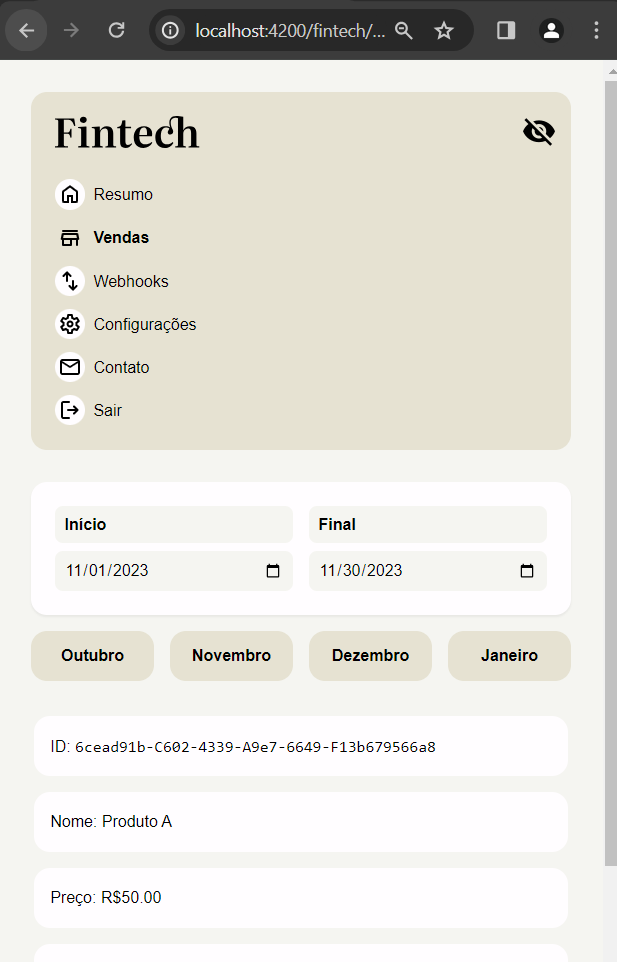 localhost:4200/fintech/...
Fintech
Resumo
Vendas
Webhooks
Configurações
Contato
Sair
Início Final
11/01/2023 11/30/2023
Outubro Novembro Dezembro Janeiro
ID: 6cead91b-C602-4339-A9e7-6649-F13b679566a8
Nome: Produto A
Preço: R$50.00